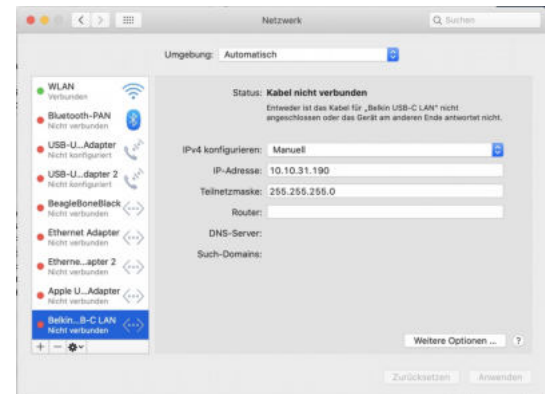 Netzwerk
Suchen
Umgebung: Automatisch
WLAN
Verbunden
Bluetooth-PAN
Nicht verbunden
USB-U...Adapter
Nicht konfiguriert
USB-U...dapter 2
Nicht konfiguriert
BeagleBoneBlack
Nicht verbunden
Ethernet Adapter
Nicht verbunden
Etherne...apter 2
Nicht verbunden
Apple U...Adapter
Nicht verbunden
Belkin...B-C LAN
Nicht verbunden
Status: Kabel nicht verbunden
Entweder ist das Kabel für „Belkin USB-C LAN“ nicht
angeschlossen oder das Gerät am anderen Ende antwortet nicht.
IPv4 konfigurieren: Manuell
IP-Adresse: 10.10.31.190
Teilnetzmaske: 255.255.255.0
Router:
DNS-Server:
Such-Domains:
Weitere Optionen ... ?
Zurücksetzen Anwenden